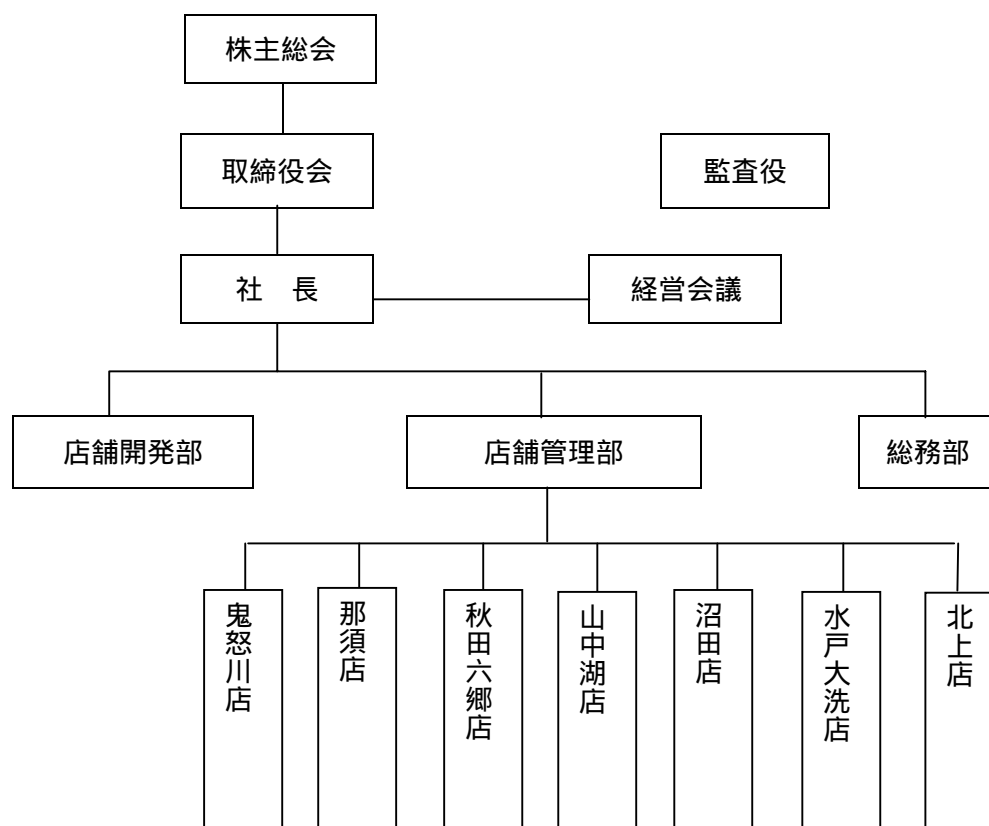 株主総会
取締役会
監査役
社　長
経営会議
店舗開発部
店舗管理部
総務部
鬼怒川店
那須店
秋田六郷店
山中湖店
沼田店
水戸大洗店
北上店